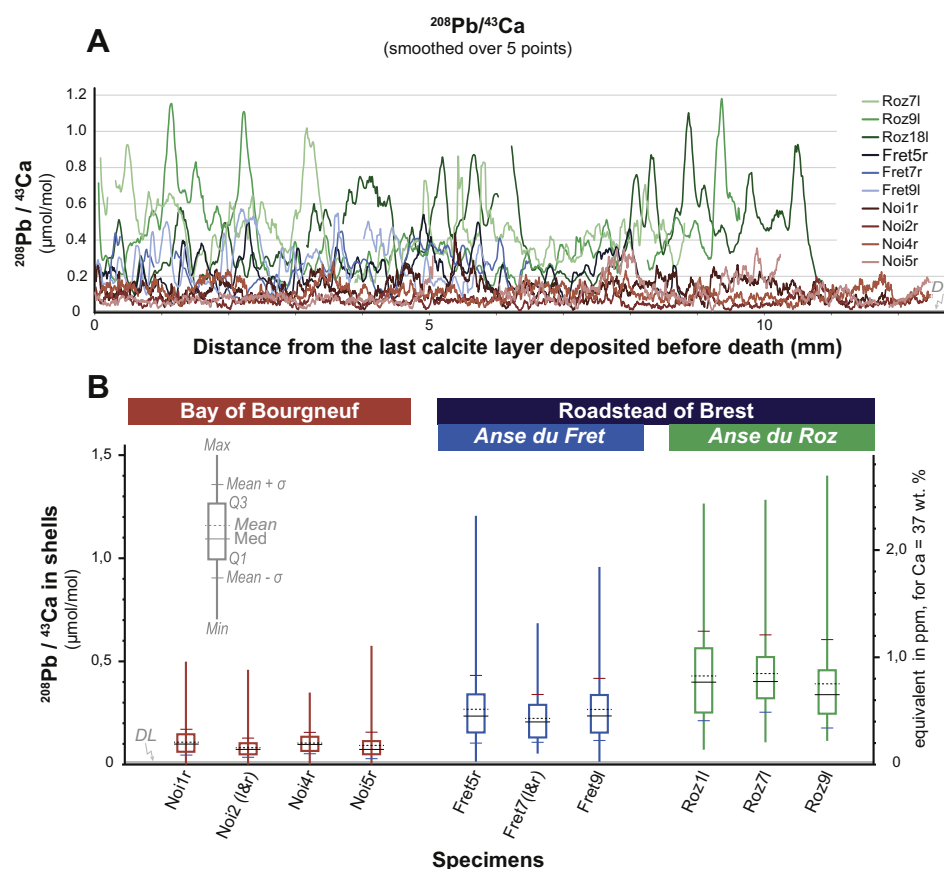 A
²⁰⁸Pb/⁴³Ca
(smoothed over 5 points)
²⁰⁸Pb / ⁴³Ca
(µmol/mol)
1.2
1.0
0.8
0.6
0.4
0.2
0
0
5
10
DL
Roz7l
Roz9l
Roz18l
Fret5r
Fret7r
Fret9l
Noi1r
Noi2r
Noi4r
Noi5r
Distance from the last calcite layer deposited before death (mm)
B
Bay of Bourgneuf
Roadstead of Brest
Anse du Fret
Anse du Roz
²⁰⁸Pb / ⁴³Ca in shells
(µmol/mol)
1,5
1,0
0,5
0
Max
Mean + σ
Q3
Mean
Med
Q1
Mean - σ
Min
DL
2,0
1,0
0
equivalent in ppm, for Ca = 37 wt. %
Noi1r
Noi2 (l&r)
Noi4r
Noi5r
Fret5r
Fret7(l&r)
Fret9l
Roz1l
Roz7l
Roz9l
Specimens